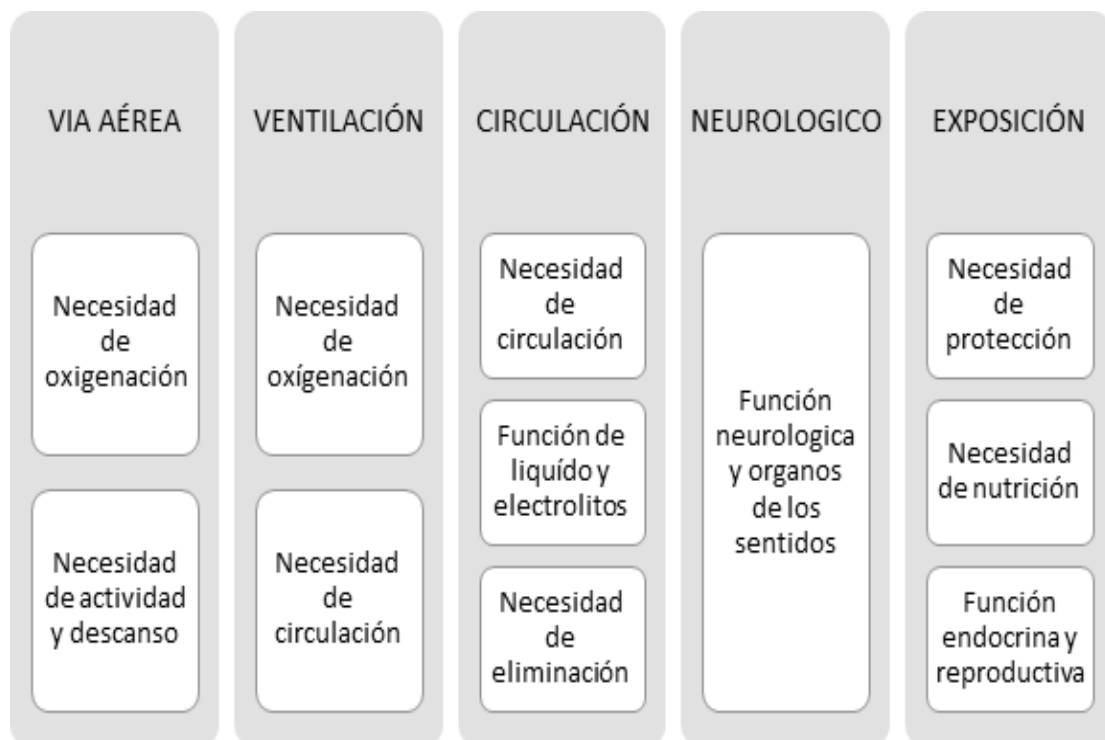 VIA AÉREA
Necesidad
de
oxigenación
Necesidad
de actividad
y descanso
VENTILACIÓN
Necesidad
de
oxígenación
Necesidad
de
circulación
CIRCULACIÓN
Necesidad
de
circulación
Función de
liquído y
electrolitos
Necesidad
de
eliminación
NEUROLOGICO
Función
neurologica
y organos
de los
sentidos
EXPOSICIÓN
Necesidad
de
protección
Necesidad
de nutrición
Función
endocrina y
reproductiva